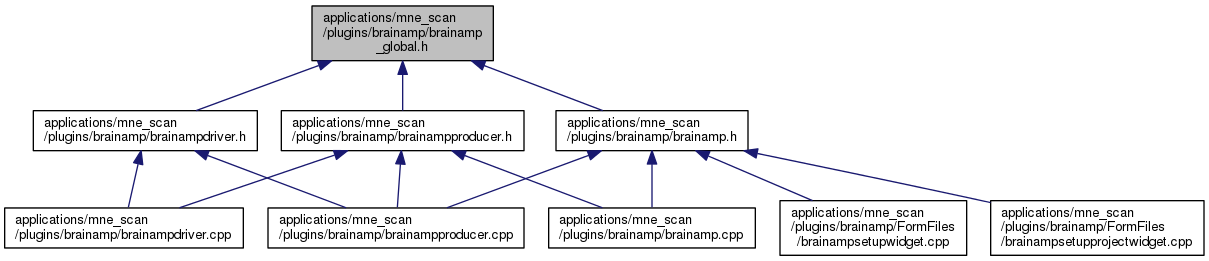 applications/mne_scan
/plugins/brainamp/brainamp
_global.h
applications/mne_scan
/plugins/brainamp/brainampdriver.h
applications/mne_scan
/plugins/brainamp/brainampproducer.h
applications/mne_scan
/plugins/brainamp/brainamp.h
applications/mne_scan
/plugins/brainamp/brainampdriver.cpp
applications/mne_scan
/plugins/brainamp/brainampproducer.cpp
applications/mne_scan
/plugins/brainamp/brainamp.cpp
applications/mne_scan
/plugins/brainamp/FormFiles
/brainampsetupwidget.cpp
applications/mne_scan
/plugins/brainamp/FormFiles
/brainampsetupprojectwidget.cpp